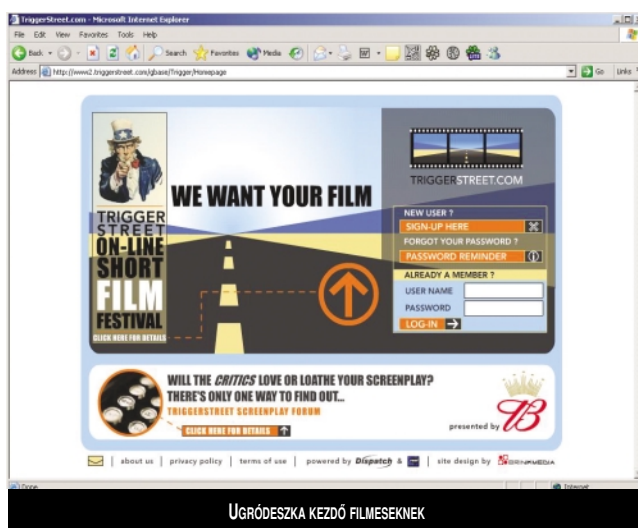 TriggerStreet.com - Microsoft Internet Explorer
File Edit View Favorites Tools Help
Back Search Favorites Media
Address http://www2.triggerstreet.com/gbase/Trigger/Homepage Go Links
WE WANT YOUR FILM
TRIGGER
STREET
ON-LINE
SHORT
FILM
FESTIVAL
CLICK HERE FOR DETAILS
TRIGGERSTREET.COM
NEW USER ?
SIGN-UP HERE
FORGOT YOUR PASSWORD ?
PASSWORD REMINDER
ALREADY A MEMBER ?
USER NAME
PASSWORD
LOG-IN
WILL THE CRITICS LOVE OR LOATHE YOUR SCREENPLAY?
THERE'S ONLY ONE WAY TO FIND OUT...
TRIGGERSTREET SCREENPLAY FORUM
CLICK HERE FOR DETAILS
presented by B
about us | privacy policy | terms of use | powered by Dispatch & | site design by BRINKMEDIA
Done Internet
UGRÓDESZKA KEZDŐ FILMESEKNEK